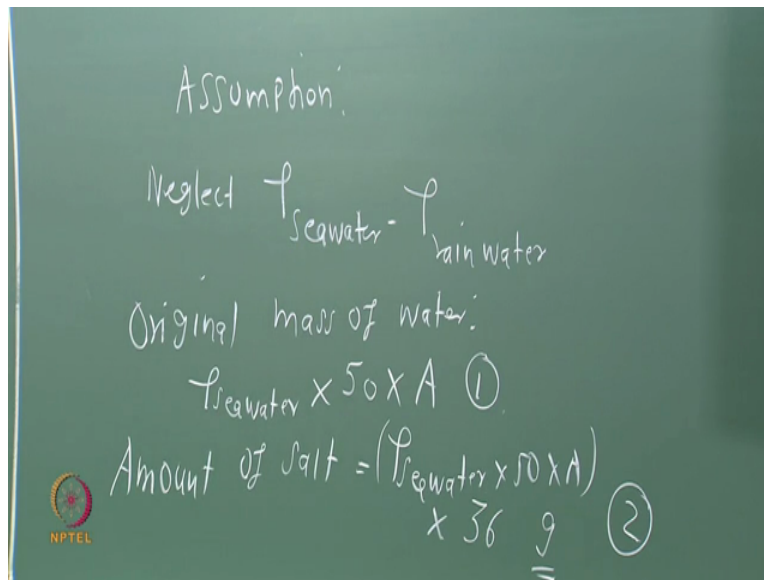 Assumption:
Neglect ρseawater - ρrain water
Original mass of water:
ρseawater × 50 × A ①
Amount of salt = (ρseawater × 50 × A)
× 36 g ②
NPTEL